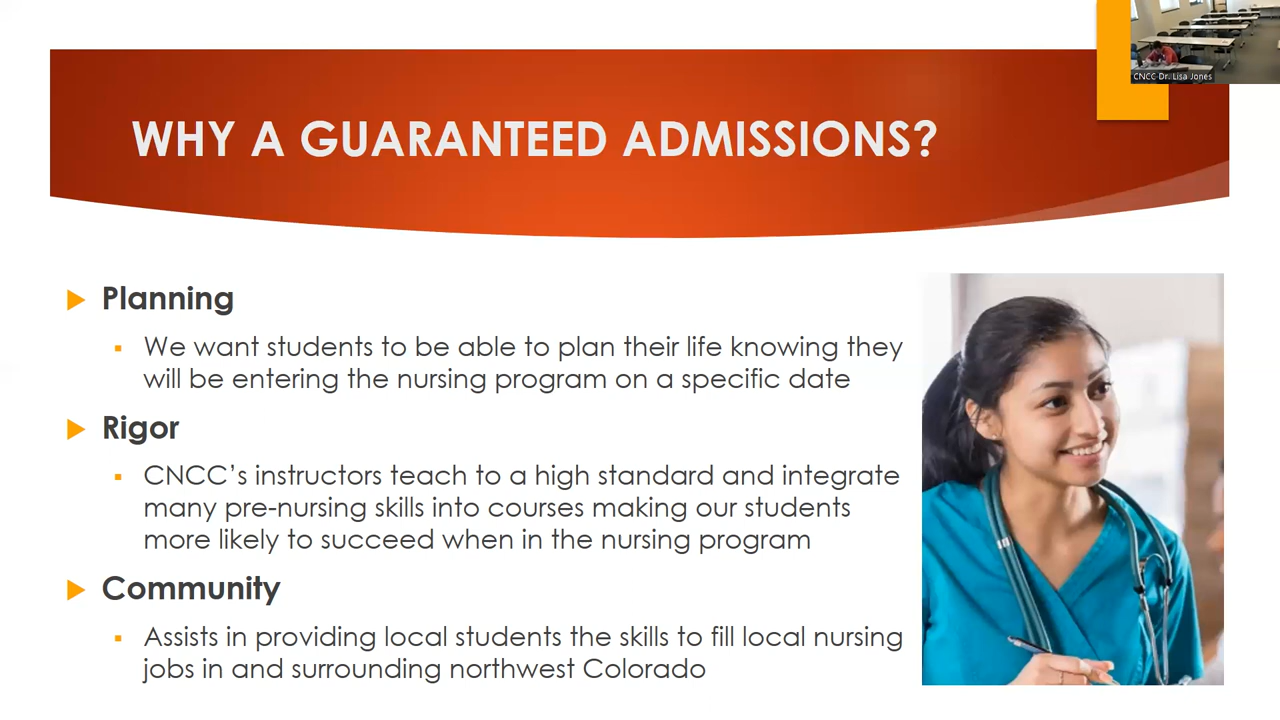 CNCC-Dr. Lisa Jones
WHY A GUARANTEED ADMISSIONS?
Planning
We want students to be able to plan their life knowing they
will be entering the nursing program on a specific date
Rigor
CNCC’s instructors teach to a high standard and integrate
many pre-nursing skills into courses making our students
more likely to succeed when in the nursing program
Community
Assists in providing local students the skills to fill local nursing
jobs in and surrounding northwest Colorado